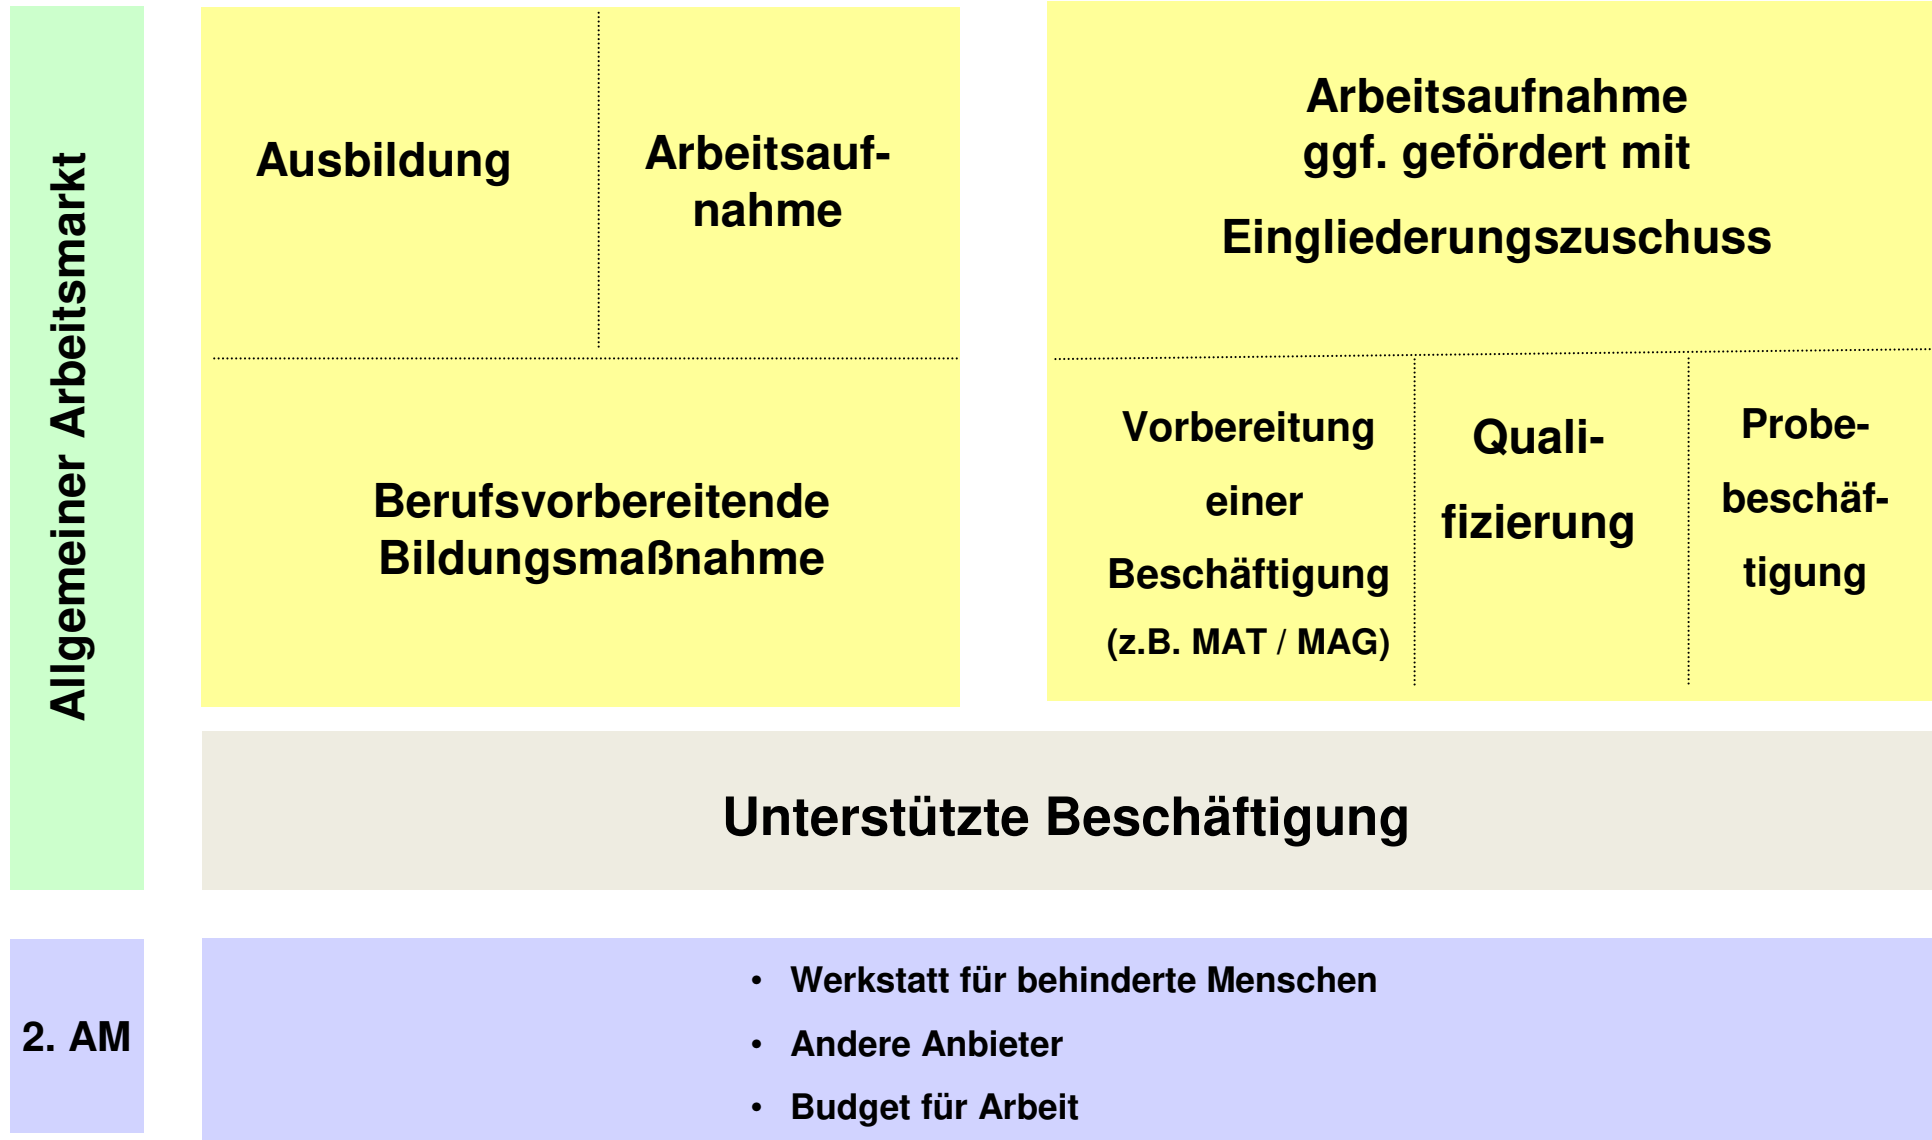 Allgemeiner Arbeitsmarkt
Ausbildung
Arbeitsauf-
nahme
Berufsvorbereitende
Bildungsmaßnahme
Arbeitsaufnahme
ggf. gefördert mit
Eingliederungszuschuss
Vorbereitung
einer
Beschäftigung
(z.B. MAT / MAG)
Quali-
fizierung
Probe-
beschäf-
tigung
Unterstützte Beschäftigung
2. AM
• Werkstatt für behinderte Menschen
• Andere Anbieter
• Budget für Arbeit